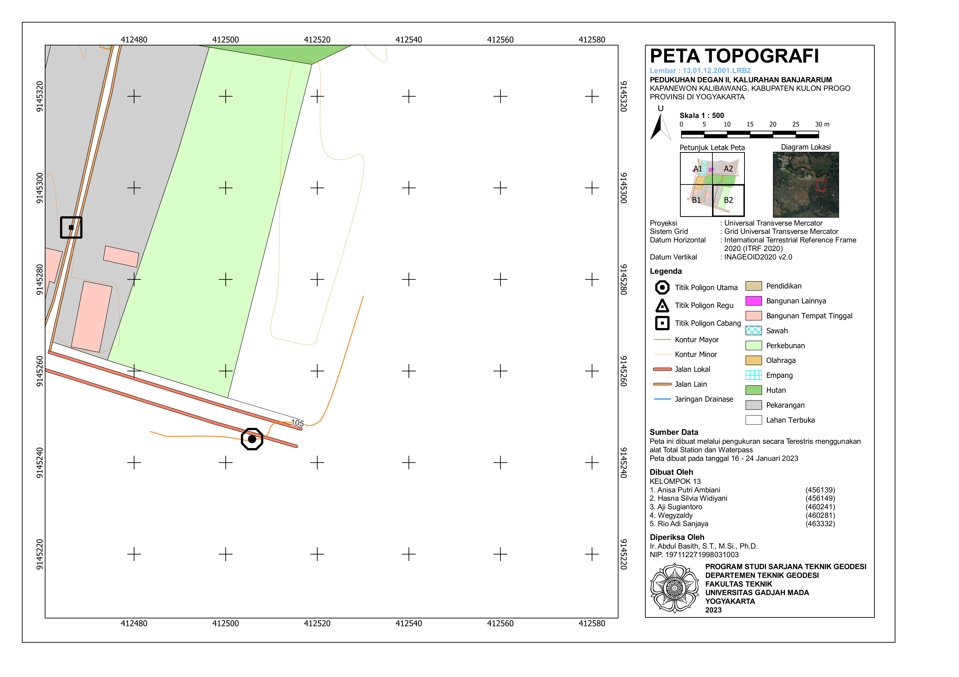 412480 412500 412520 412540 412560 412580
9145320 9145320
9145300 9145300
9145280 9145280
9145260 9145260
9145240 9145240
9145220 9145220
105
412480 412500 412520 412540 412560 412580
PETA TOPOGRAFI
Lembar : 13.01.12.2001.LRB2
PEDUKUHAN DEGAN II, KALURAHAN BANJARARUM
KAPANEWON KALIBAWANG, KABUPATEN KULON PROGO
PROVINSI DI YOGYAKARTA
U
Skala 1 : 500
0 5 10 15 20 25 30 m
Petunjuk Letak Peta Diagram Lokasi
A1 A2
B1 B2
Proyeksi : Universal Transverse Mercator
Sistem Grid : Grid Universal Transverse Mercator
Datum Horizontal : International Terrestrial Reference Frame
2020 (ITRF 2020)
Datum Vertikal : INAGEOID2020 v2.0
Legenda
Titik Poligon Utama
Titik Poligon Regu
Titik Poligon Cabang
Kontur Mayor
Kontur Minor
Jalan Lokal
Jalan Lain
Jaringan Drainase
Pendidikan
Bangunan Lainnya
Bangunan Tempat Tinggal
Sawah
Perkebunan
Olahraga
Empang
Hutan
Pekarangan
Lahan Terbuka
Sumber Data
Peta ini dibuat melalui pengukuran secara Terestris menggunakan
alat Total Station dan Waterpass
Peta dibuat pada tanggal 16 - 24 Januari 2023
Dibuat Oleh
KELOMPOK 13
1. Anisa Putri Ambiani (456139)
2. Hasna Silvia Widiyani (456149)
3. Aji Sugiantoro (460241)
4. Wegyzaldy (460281)
5. Rio Adi Sanjaya (463332)
Diperiksa Oleh
Ir. Abdul Basith, S.T., M.Si., Ph.D.
NIP. 197112271998031003
PROGRAM STUDI SARJANA TEKNIK GEODESI
DEPARTEMEN TEKNIK GEODESI
FAKULTAS TEKNIK
UNIVERSITAS GADJAH MADA
YOGYAKARTA
2023